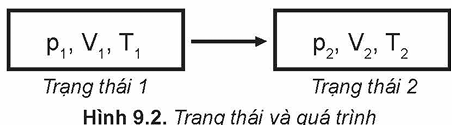 p₁, V₁, T₁ p₂, V₂, T₂
Trạng thái 1 Trạng thái 2
Hình 9.2. Trạng thái và quá trình